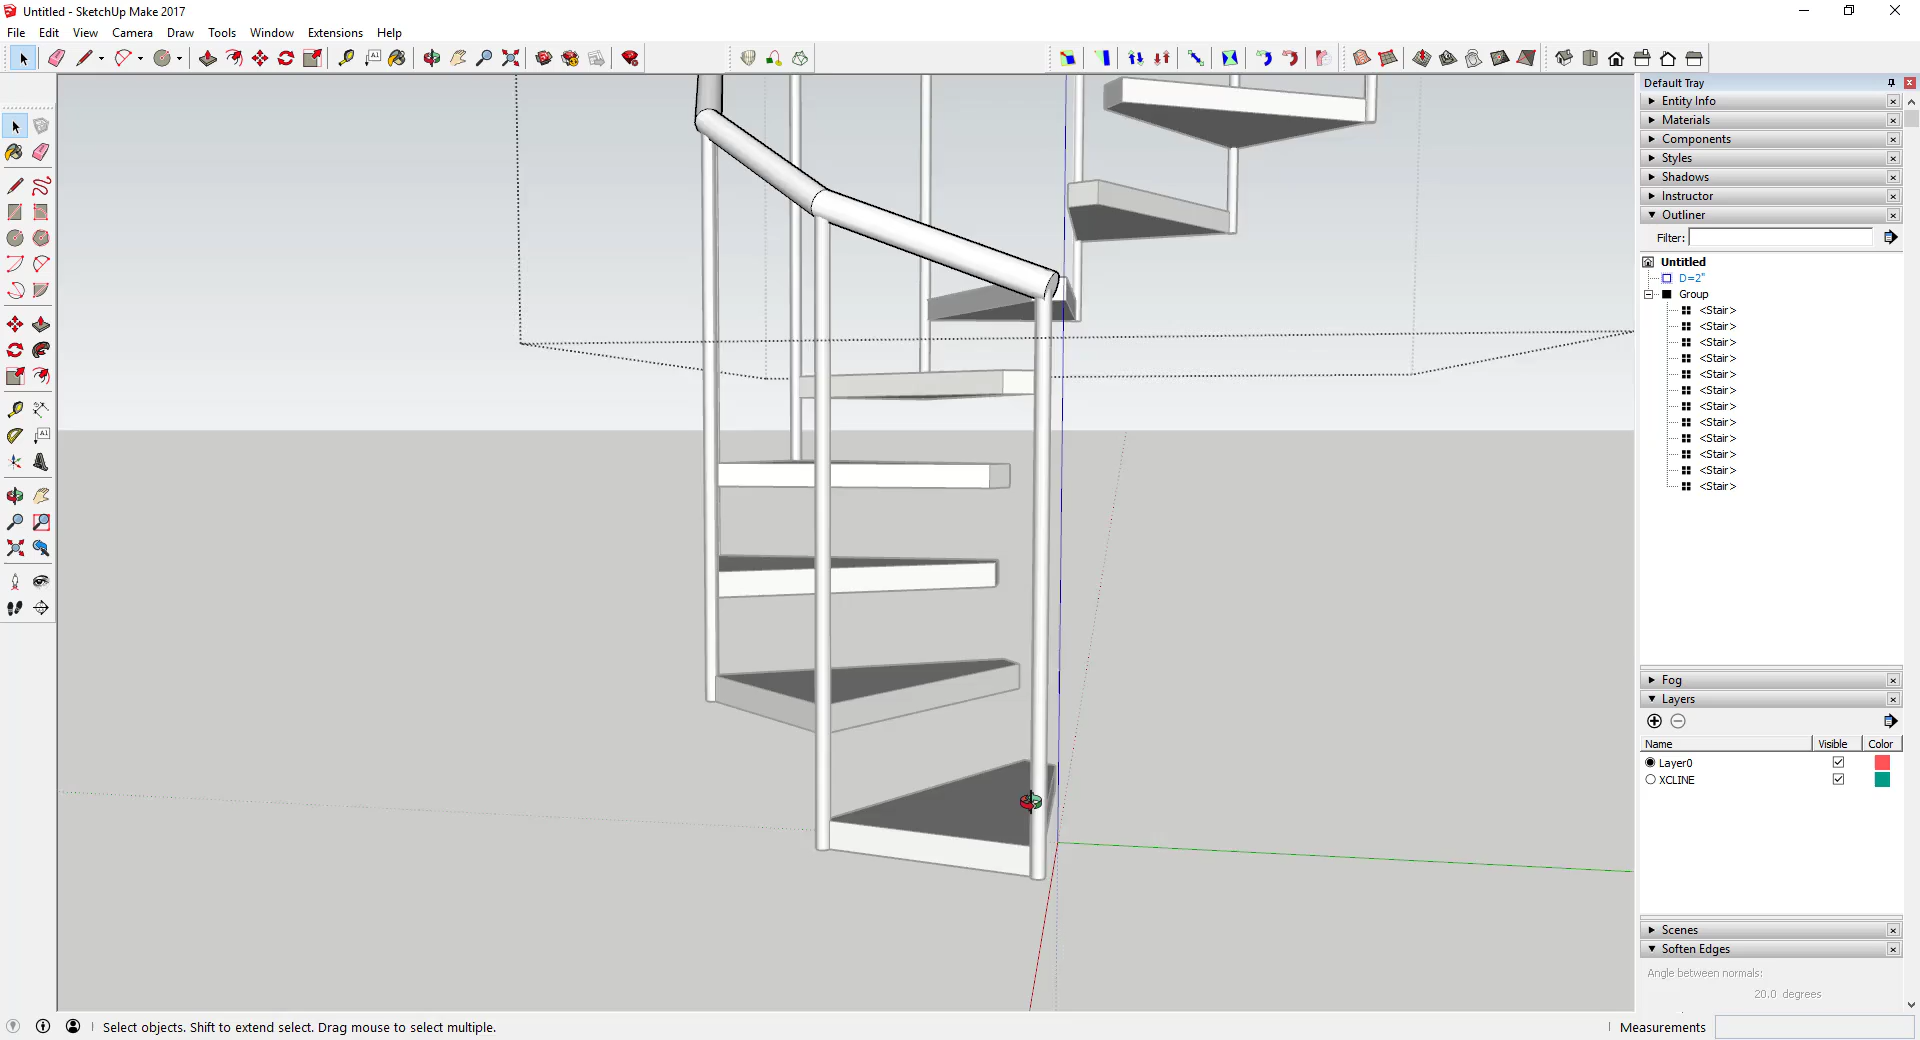 Untitled - SketchUp Make 2017
File Edit View Camera Draw Tools Window Extensions Help
Default Tray
Entity Info
Materials
Components
Styles
Shadows
Instructor
Outliner
Filter:
Untitled
D=2"
Group
<Stair>
<Stair>
<Stair>
<Stair>
<Stair>
<Stair>
<Stair>
<Stair>
<Stair>
<Stair>
<Stair>
<Stair>
Fog
Layers
Name Visible Color
Layer0
XCLINE
Scenes
Soften Edges
Angle between normals:
20.0 degrees
Select objects. Shift to extend select. Drag mouse to select multiple.
Measurements